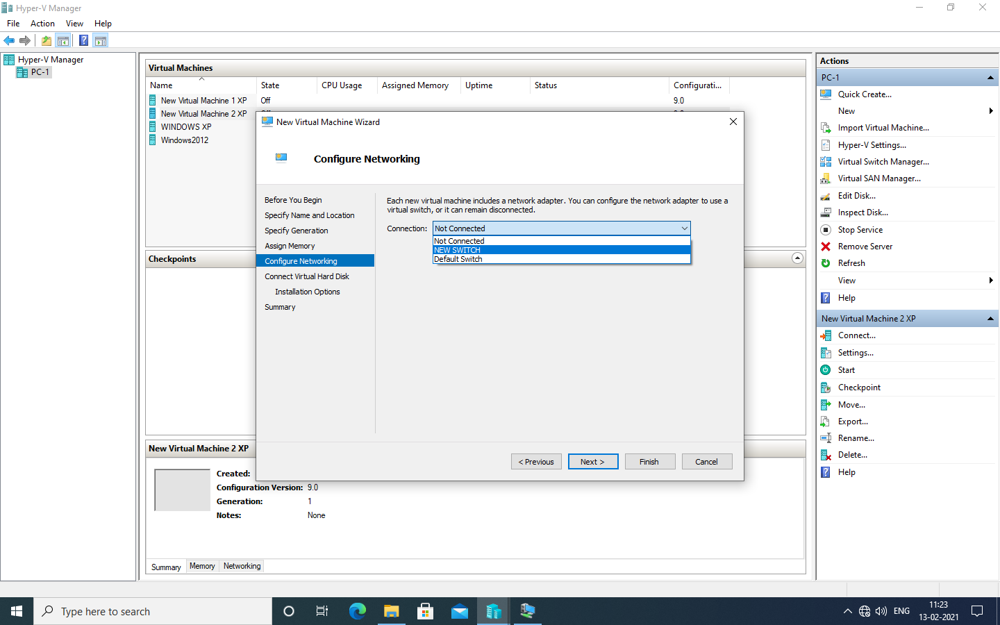 Hyper-V Manager
File Action View Help
Hyper-V Manager
PC-1
Virtual Machines
Name State CPU Usage Assigned Memory Uptime Status Configurati...
New Virtual Machine 1 XP Off 9.0
New Virtual Machine 2 XP
WINDOWS XP
Windows2012
Checkpoints
New Virtual Machine 2 XP
Created:
Configuration Version: 9.0
Generation: 1
Notes: None
Summary Memory Networking
New Virtual Machine Wizard
Configure Networking
Before You Begin
Specify Name and Location
Specify Generation
Assign Memory
Configure Networking
Connect Virtual Hard Disk
Installation Options
Summary
Each new virtual machine includes a network adapter. You can configure the network adapter to use a
virtual switch, or it can remain disconnected.
Connection: Not Connected
Not Connected
NEW SWITCH
Default Switch
< Previous Next > Finish Cancel
Actions
PC-1
Quick Create...
New
Import Virtual Machine...
Hyper-V Settings...
Virtual Switch Manager...
Virtual SAN Manager...
Edit Disk...
Inspect Disk...
Stop Service
Remove Server
Refresh
View
Help
New Virtual Machine 2 XP
Connect...
Settings...
Start
Checkpoint
Move...
Export...
Rename...
Delete...
Help
Type here to search
ENG
11:23
13-02-2021